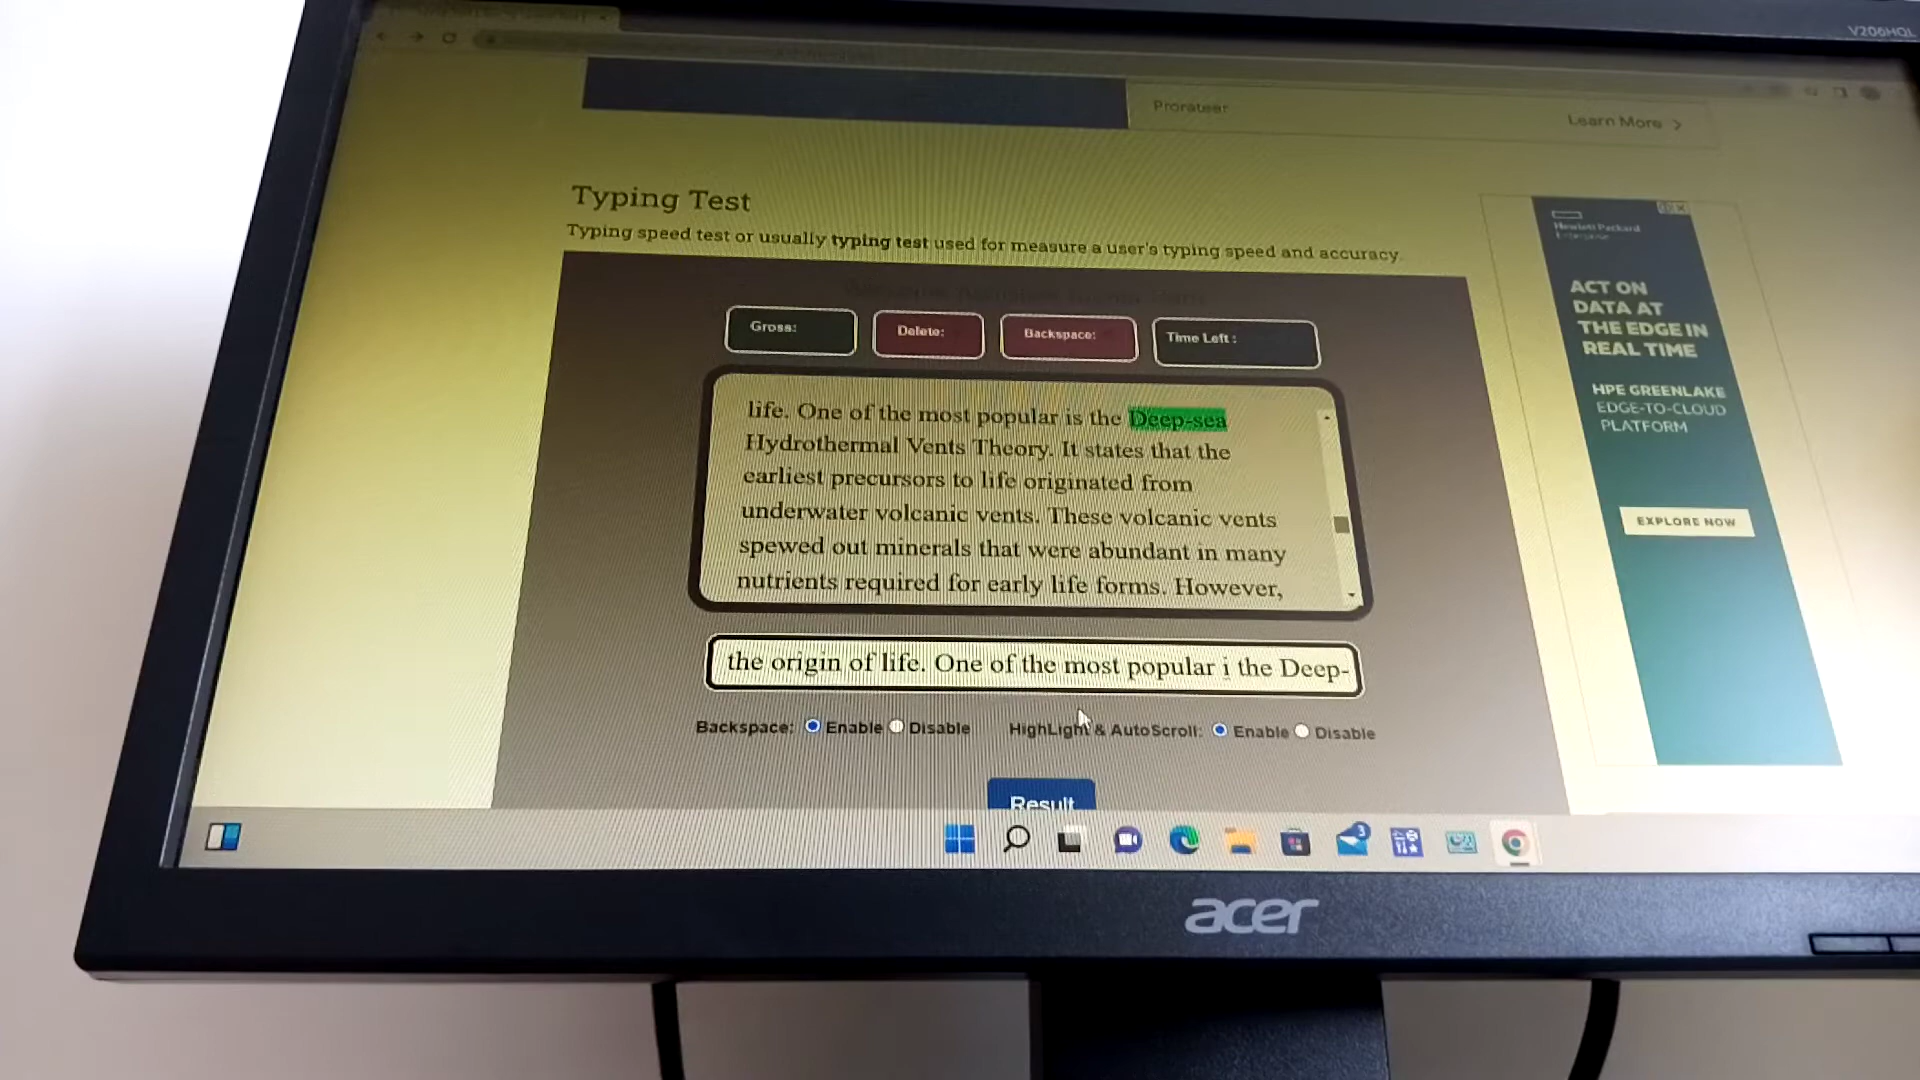 V206HQL
Prorateer
Learn More >
Typing Test
Typing speed test or usually typing test used for measure a user's typing speed and accuracy.
Gross:
Delete:
Backspace:
Time Left :
life. One of the most popular is the Deep-sea
Hydrothermal Vents Theory. It states that the
earliest precursors to life originated from
underwater volcanic vents. These volcanic vents
spewed out minerals that were abundant in many
nutrients required for early life forms. However,
the origin of life. One of the most popular i the Deep-
Backspace: Enable Disable HighLight & AutoScroll: Enable Disable
Result
Hewlett Packard
ACT ON
DATA AT
THE EDGE IN
REAL TIME
HPE GREENLAKE
EDGE-TO-CLOUD
PLATFORM
EXPLORE NOW
3
acer